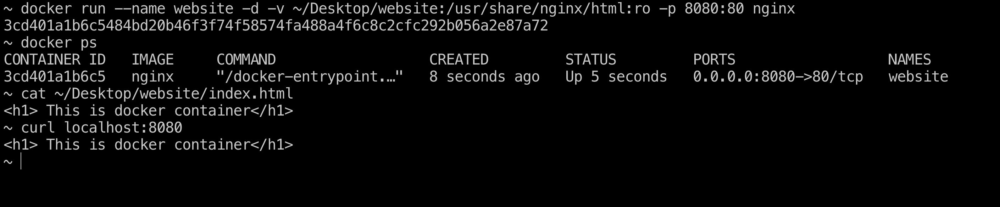 ~ docker run --name website -d -v ~/Desktop/website:/usr/share/nginx/html:ro -p 8080:80 nginx
3cd401a1b6c5484bd20b46f3f74f58574fa488a4f6c8c2cfc292b056a2e87a72
~ docker ps
CONTAINER ID   IMAGE     COMMAND                  CREATED         STATUS         PORTS                  NAMES
3cd401a1b6c5   nginx     "/docker-entrypoint.…"   8 seconds ago   Up 5 seconds   0.0.0.0:8080->80/tcp   website
~ cat ~/Desktop/website/index.html
<h1> This is docker container</h1>
~ curl localhost:8080
<h1> This is docker container</h1>
~